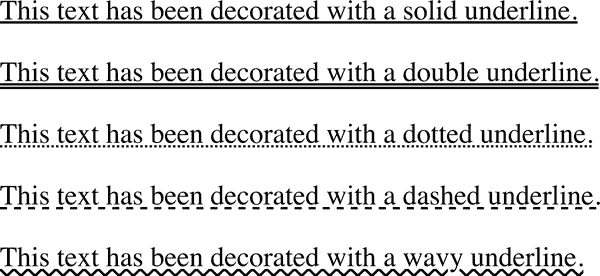 This text has been decorated with a solid underline.
This text has been decorated with a double underline.
This text has been decorated with a dotted underline.
This text has been decorated with a dashed underline.
This text has been decorated with a wavy underline.